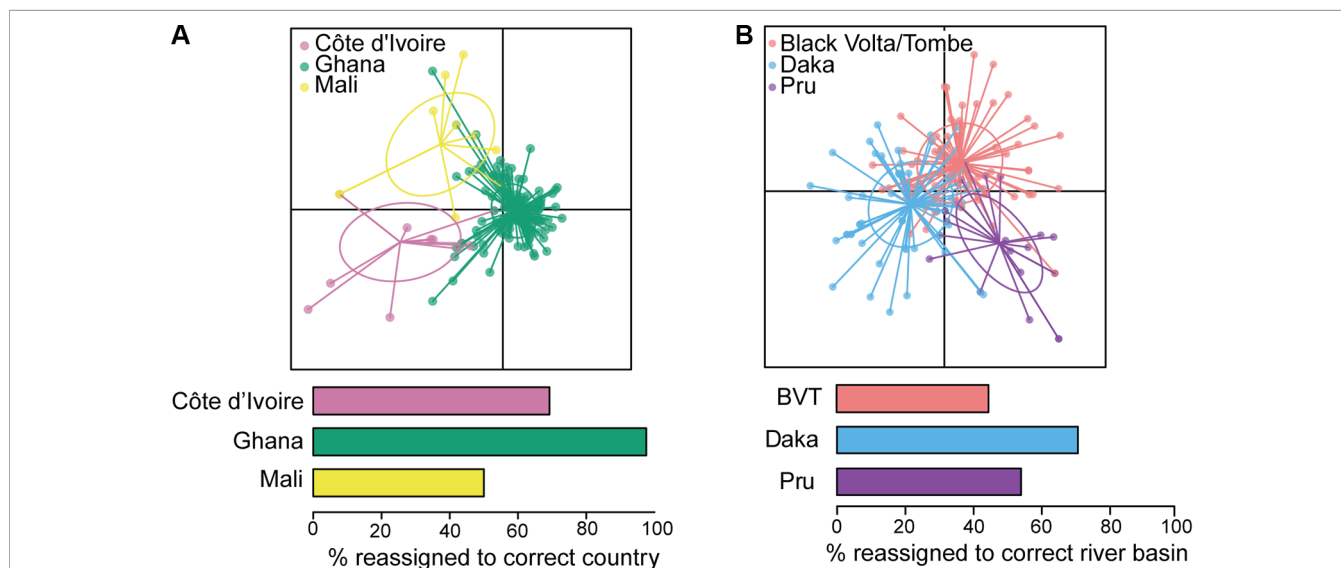 A
Côte d'Ivoire
Ghana
Mali
Côte d’Ivoire
Ghana
Mali
0 20 40 60 80 100
% reassigned to correct country
B
Black Volta/Tombe
Daka
Pru
BVT
Daka
Pru
0 20 40 60 80 100
% reassigned to correct river basin